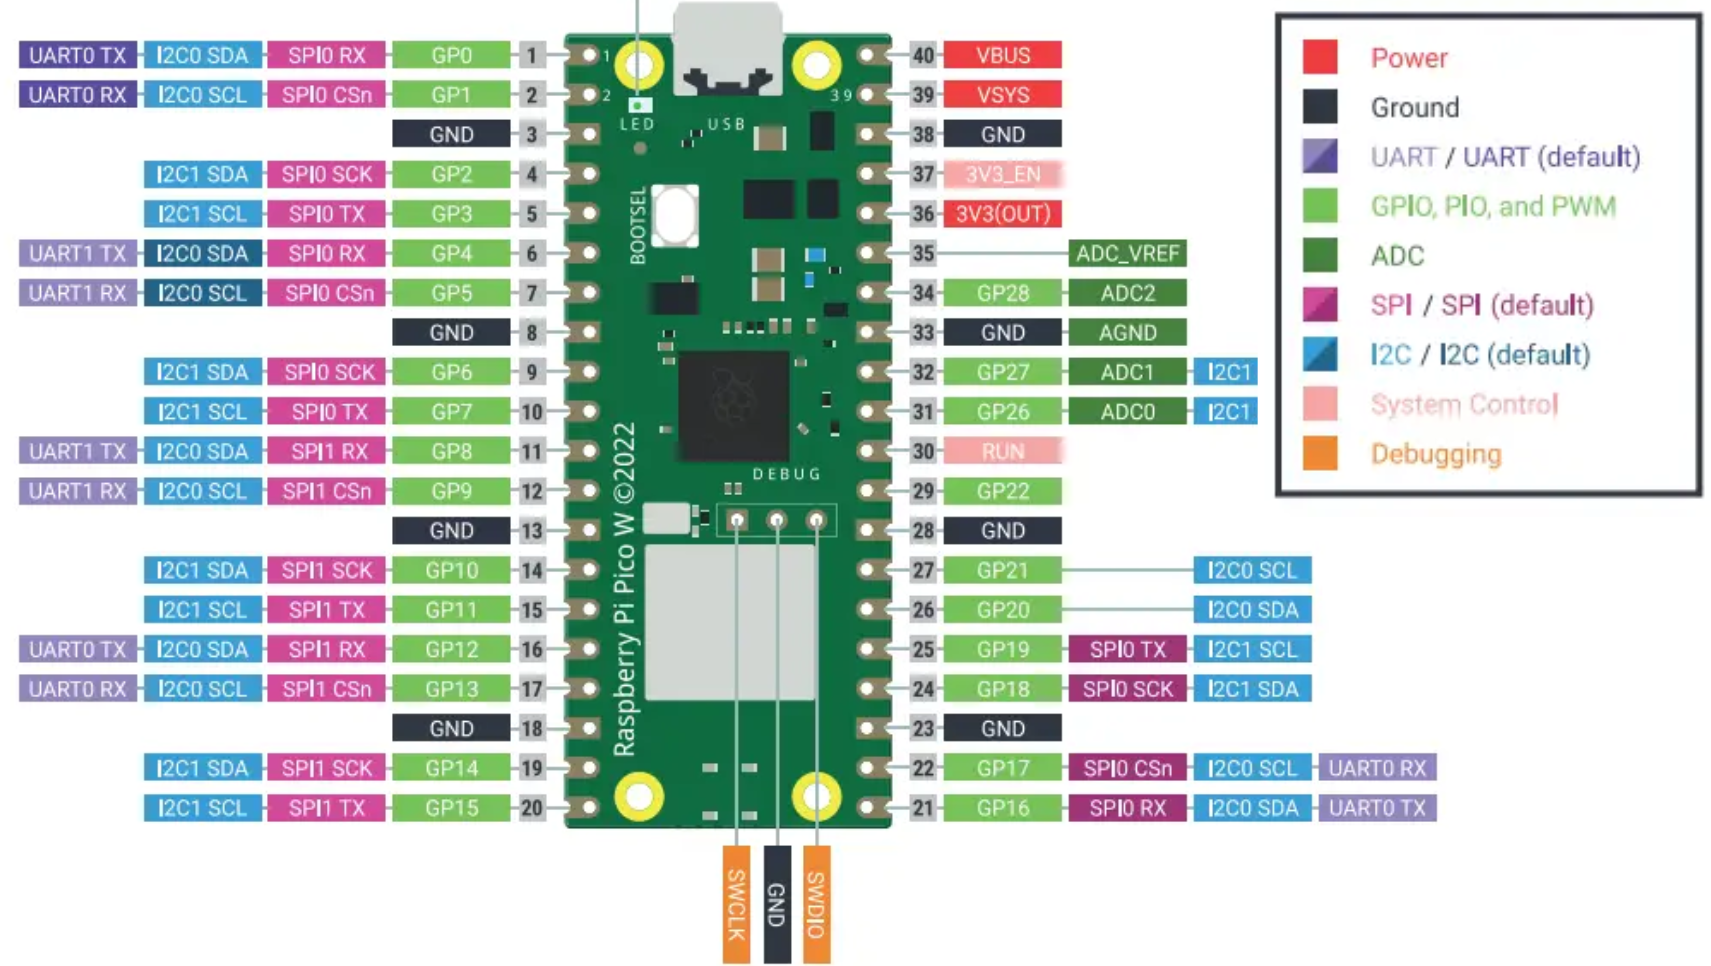 UART0 TX I2C0 SDA SPI0 RX GP0 1
UART0 RX I2C0 SCL SPI0 CSn GP1 2
GND 3
I2C1 SDA SPI0 SCK GP2 4
I2C1 SCL SPI0 TX GP3 5
UART1 TX I2C0 SDA SPI0 RX GP4 6
UART1 RX I2C0 SCL SPI0 CSn GP5 7
GND 8
I2C1 SDA SPI0 SCK GP6 9
I2C1 SCL SPI0 TX GP7 10
UART1 TX I2C0 SDA SPI1 RX GP8 11
UART1 RX I2C0 SCL SPI1 CSn GP9 12
GND 13
I2C1 SDA SPI1 SCK GP10 14
I2C1 SCL SPI1 TX GP11 15
UART0 TX I2C0 SDA SPI1 RX GP12 16
UART0 RX I2C0 SCL SPI1 CSn GP13 17
GND 18
I2C1 SDA SPI1 SCK GP14 19
I2C1 SCL SPI1 TX GP15 20
1
2
39
LED
USB
BOOTSEL
DEBUG
Raspberry Pi Pico W ©2022
SWCLK
GND
SWDIO
40 VBUS
39 VSYS
38 GND
37 3V3_EN
36 3V3(OUT)
35 ADC_VREF
34 GP28 ADC2
33 GND AGND
32 GP27 ADC1 I2C1
31 GP26 ADC0 I2C1
30 RUN
29 GP22
28 GND
27 GP21 I2C0 SCL
26 GP20 I2C0 SDA
25 GP19 SPI0 TX I2C1 SCL
24 GP18 SPI0 SCK I2C1 SDA
23 GND
22 GP17 SPI0 CSn I2C0 SCL UART0 RX
21 GP16 SPI0 RX I2C0 SDA UART0 TX
Power
Ground
UART / UART (default)
GPIO, PIO, and PWM
ADC
SPI / SPI (default)
I2C / I2C (default)
System Control
Debugging